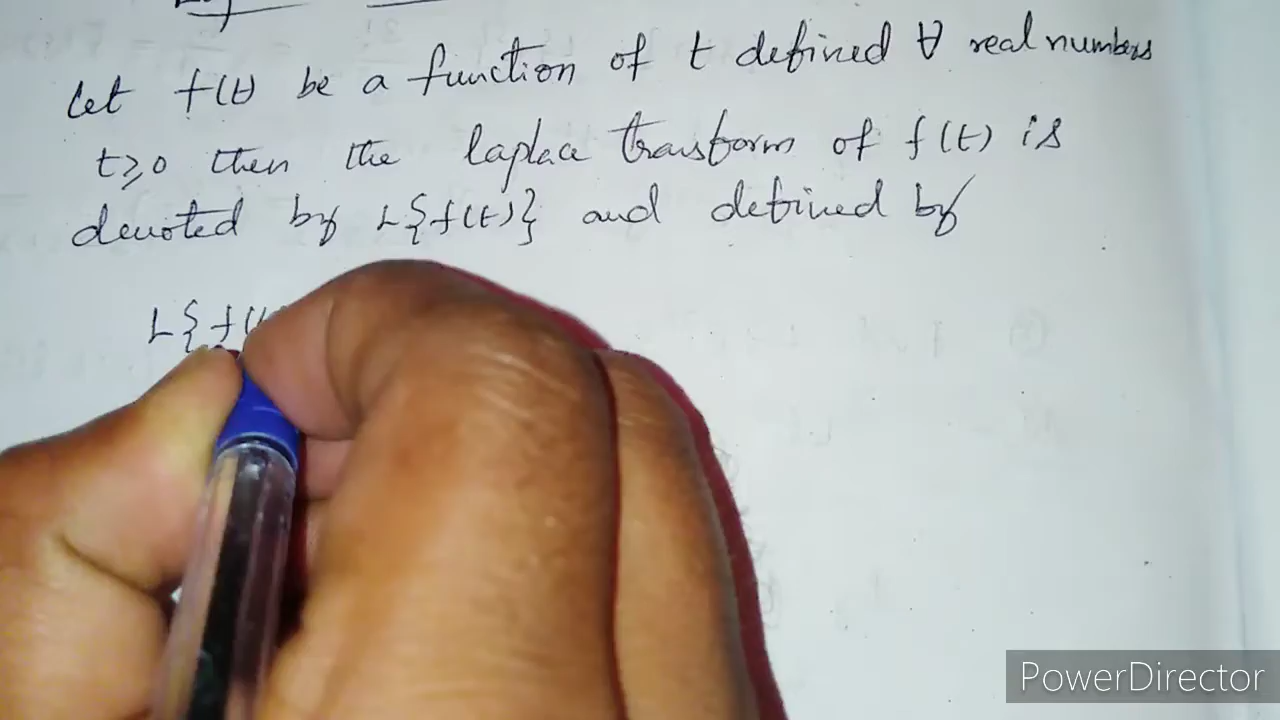 Let f(t) be a function of t defined ∀ real numbers
t≥0 then the laplace transform of f(t) is
denoted by L{f(t)} and defined by
L{f(t
PowerDirector